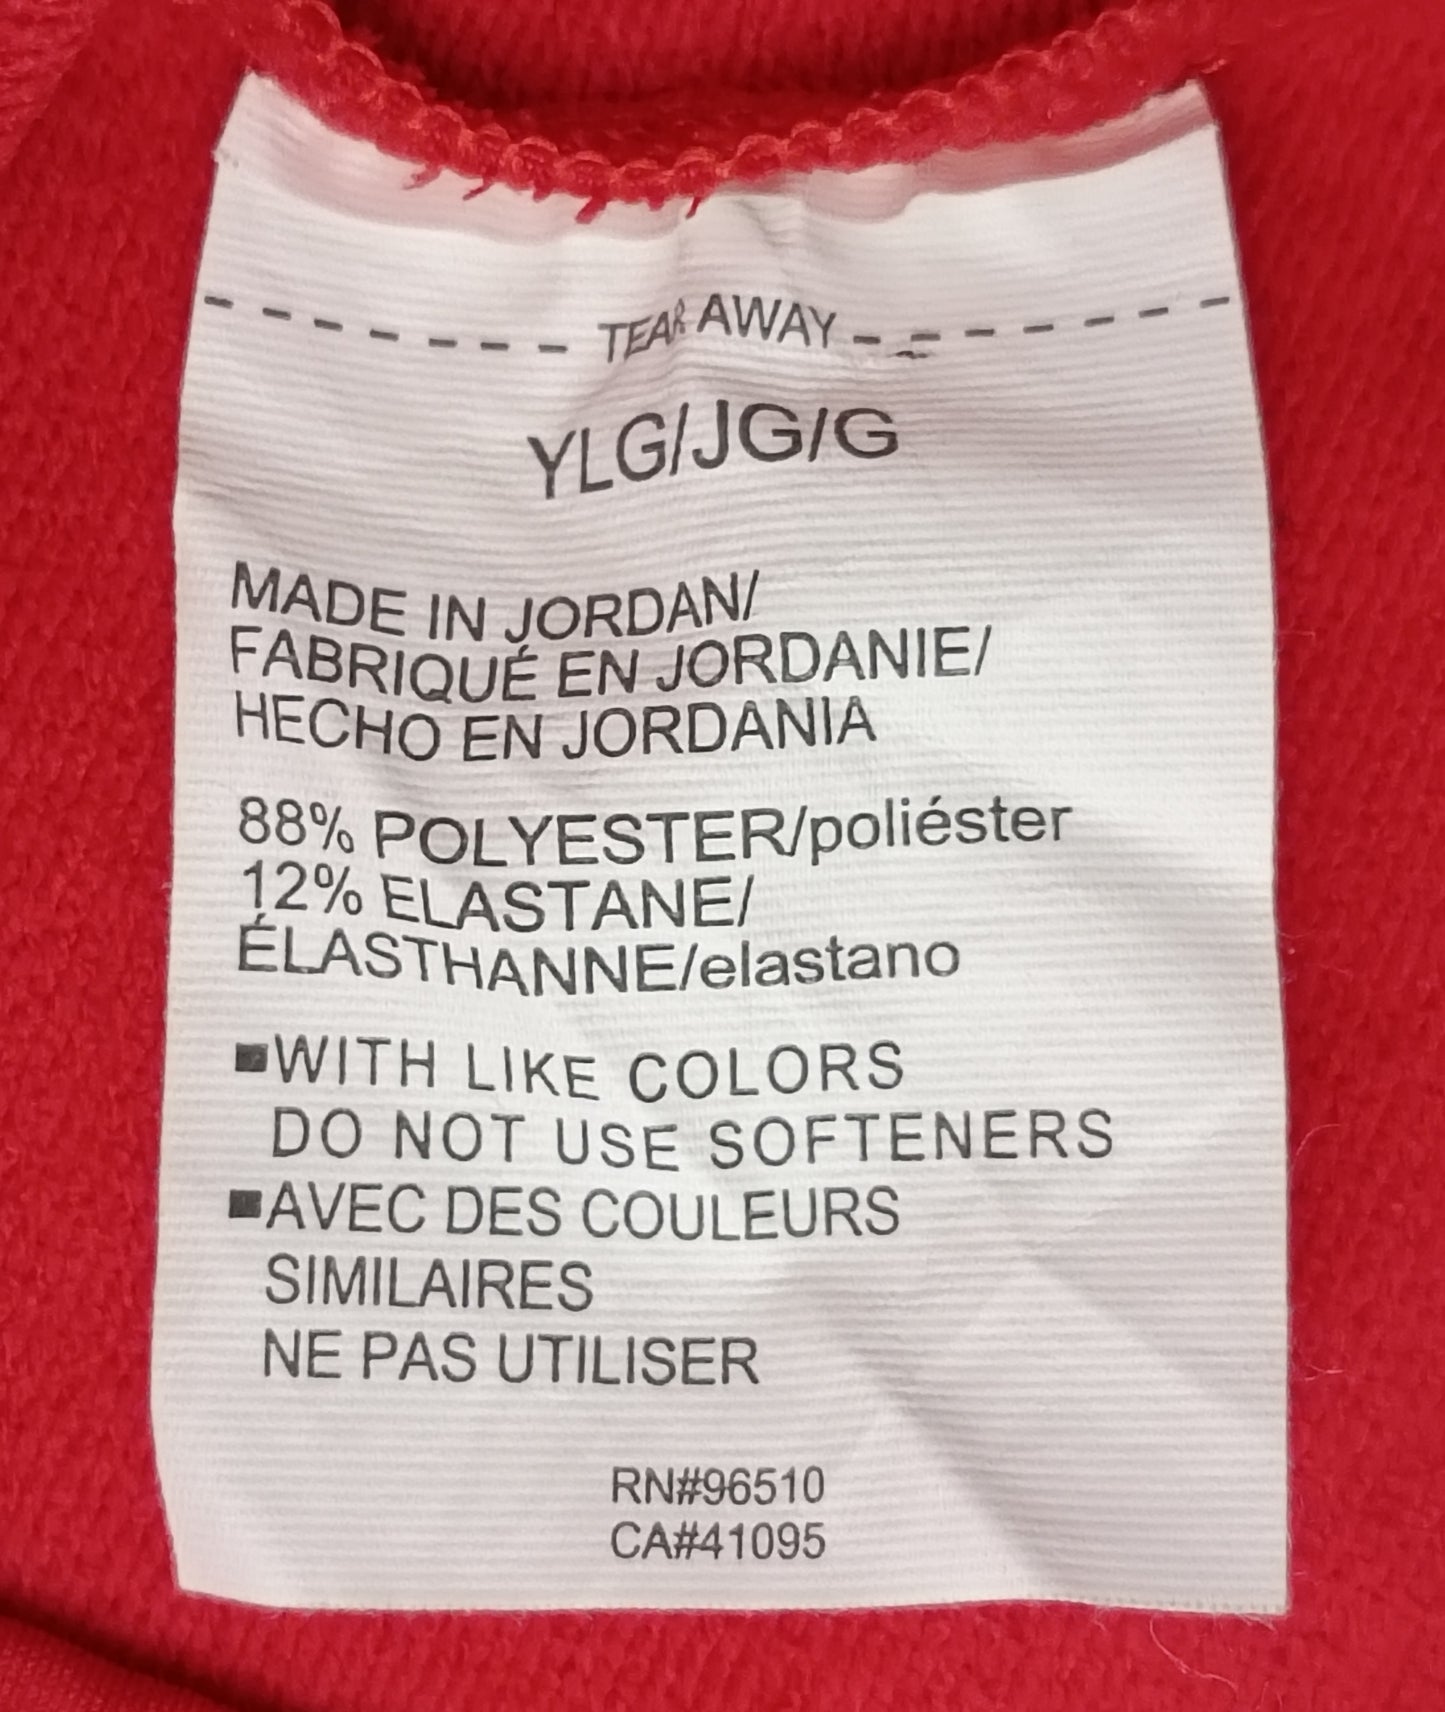 TEAR AWAY
YLG/JG/G
MADE IN JORDAN/
FABRIQUÉ EN JORDANIE/
HECHO EN JORDANIA
88% POLYESTER/poliéster
12% ELASTANE/
ÉLASTHANNE/elastano
■WITH LIKE COLORS
DO NOT USE SOFTENERS
■AVEC DES COULEURS
SIMILAIRES
NE PAS UTILISER
RN#96510
CA#41095